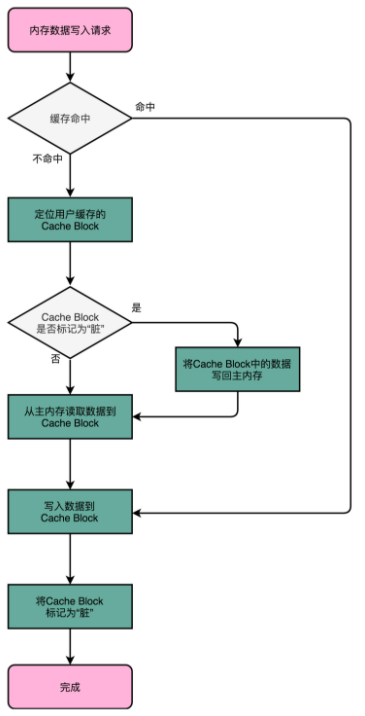 内存数据写入请求
缓存命中
命中
不命中
定位用户缓存的
Cache Block
Cache Block
是否标记为“脏”
是
否
将Cache Block中的数据
写回主内存
从主内存读取数据到
Cache Block
写入数据到
Cache Block
将Cache Block
标记为“脏”
完成